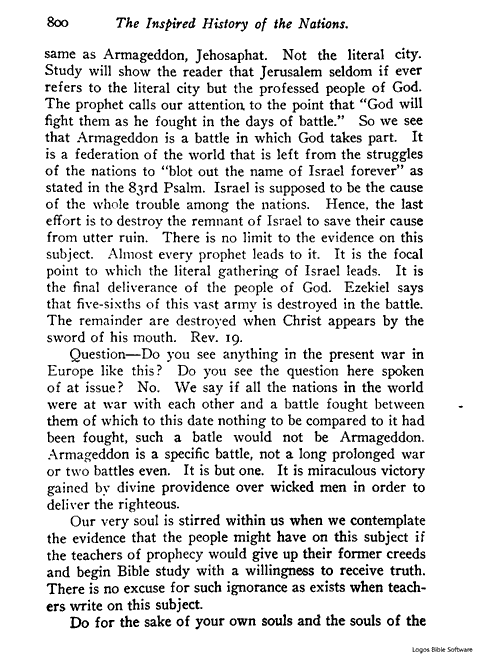 800 The Inspired History of the Nations.
same as Armageddon, Jehosaphat. Not the literal city.
Study will show the reader that Jerusalem seldom if ever
refers to the literal city but the professed people of God.
The prophet calls our attention to the point that "God will
fight them as he fought in the days of battle." So we see
that Armageddon is a battle in which God takes part. It
is a federation of the world that is left from the struggles
of the nations to "blot out the name of Israel forever" as
stated in the 83rd Psalm. Israel is supposed to be the cause
of the whole trouble among the nations. Hence, the last
effort is to destroy the remnant of Israel to save their cause
from utter ruin. There is no limit to the evidence on this
subject. Almost every prophet leads to it. It is the focal
point to which the literal gathering of Israel leads. It is
the final deliverance of the people of God. Ezekiel says
that five-sixths of this vast army is destroyed in the battle.
The remainder are destroyed when Christ appears by the
sword of his mouth. Rev. 19.
Question—Do you see anything in the present war in
Europe like this? Do you see the question here spoken
of at issue? No. We say if all the nations in the world
were at war with each other and a battle fought between
them of which to this date nothing to be compared to it had
been fought, such a batle would not be Armageddon.
Armageddon is a specific battle, not a long prolonged war
or two battles even. It is but one. It is miraculous victory
gained by divine providence over wicked men in order to
deliver the righteous.
Our very soul is stirred within us when we contemplate
the evidence that the people might have on this subject if
the teachers of prophecy would give up their former creeds
and begin Bible study with a willingness to receive truth.
There is no excuse for such ignorance as exists when teach-
ers write on this subject.
Do for the sake of your own souls and the souls of the
Logos Bible Software